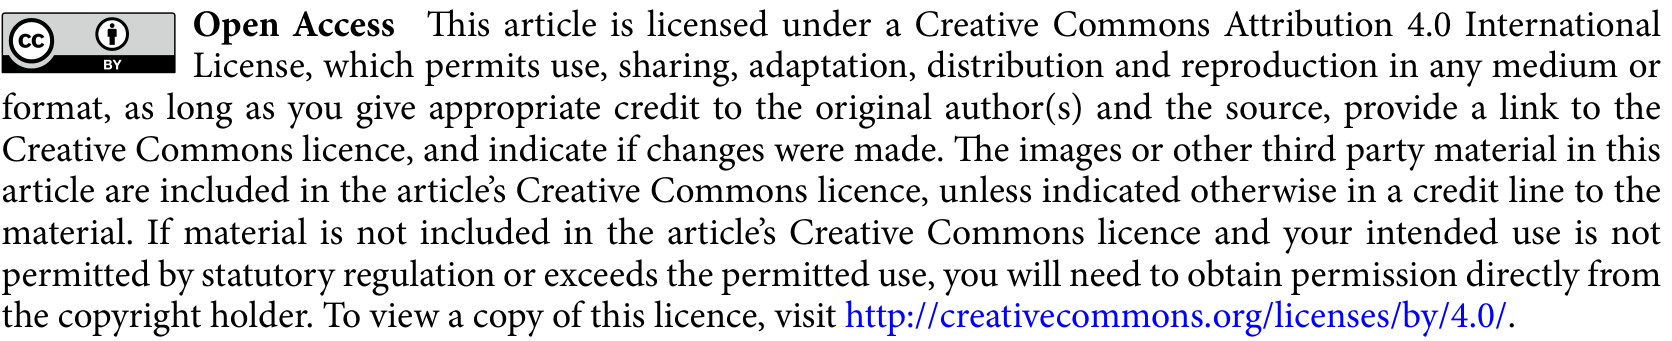 cc BY Open Access This article is licensed under a Creative Commons Attribution 4.0 International
License, which permits use, sharing, adaptation, distribution and reproduction in any medium or
format, as long as you give appropriate credit to the original author(s) and the source, provide a link to the
Creative Commons licence, and indicate if changes were made. The images or other third party material in this
article are included in the article’s Creative Commons licence, unless indicated otherwise in a credit line to the
material. If material is not included in the article’s Creative Commons licence and your intended use is not
permitted by statutory regulation or exceeds the permitted use, you will need to obtain permission directly from
the copyright holder. To view a copy of this licence, visit http://creativecommons.org/licenses/by/4.0/.